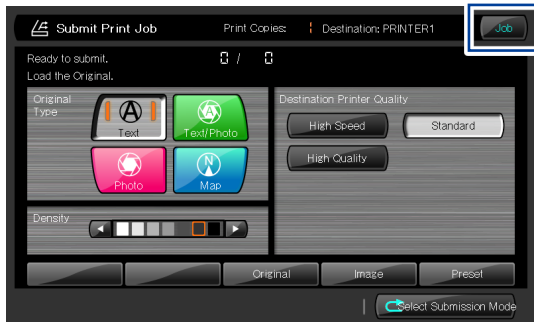 Submit Print Job Print Copies: 1 Destination: PRINTER1 Job
Ready to submit. 0 / 0
Load the Original.
Original Type
Text
Text/Photo
Photo
Map
Density
Destination Printer Quality
High Speed
Standard
High Quality
Original Image Preset
Select Submission Mode